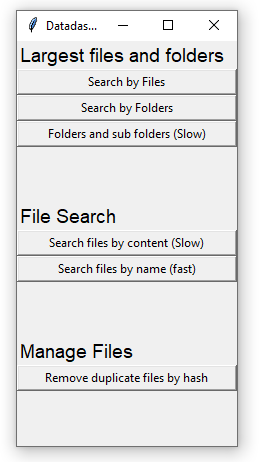 Datadas...
Largest files and folders
Search by Files
Search by Folders
Folders and sub folders (Slow)
File Search
Search files by content (Slow)
Search files by name (fast)
Manage Files
Remove duplicate files by hash